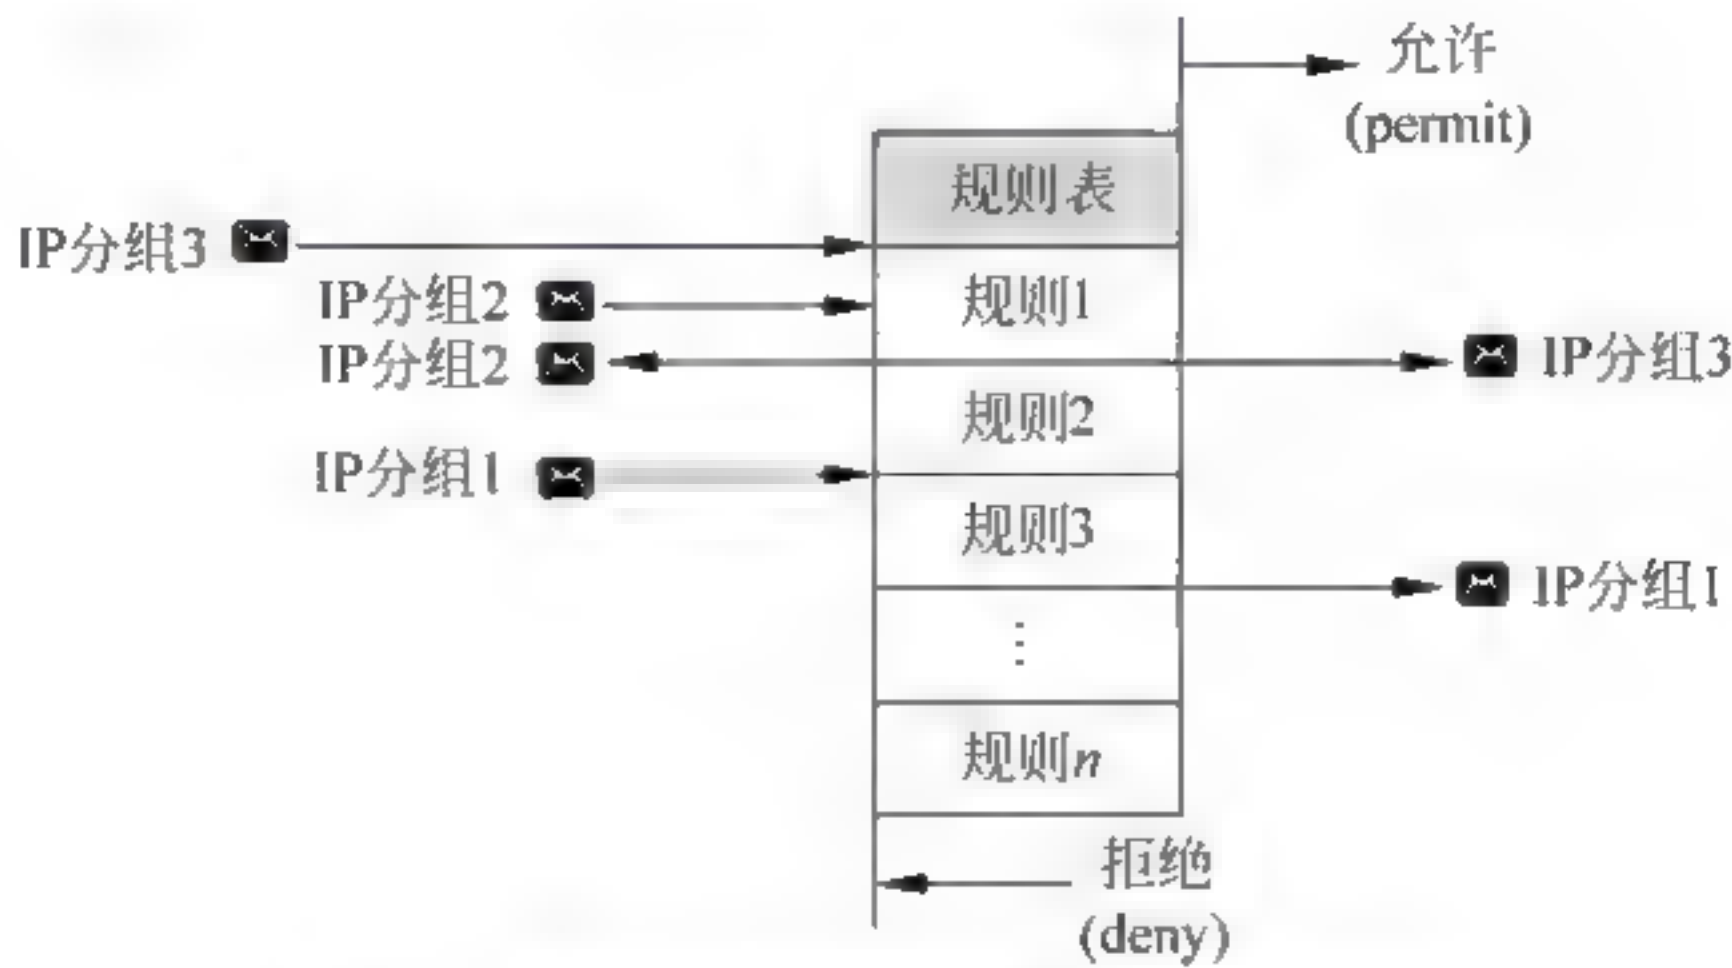 允许
(permit)
规则表
IP分组3
IP分组2
规则1
IP分组2
IP分组3
规则2
IP分组1
规则3
IP分组1
⋮
规则n
拒绝
(deny)